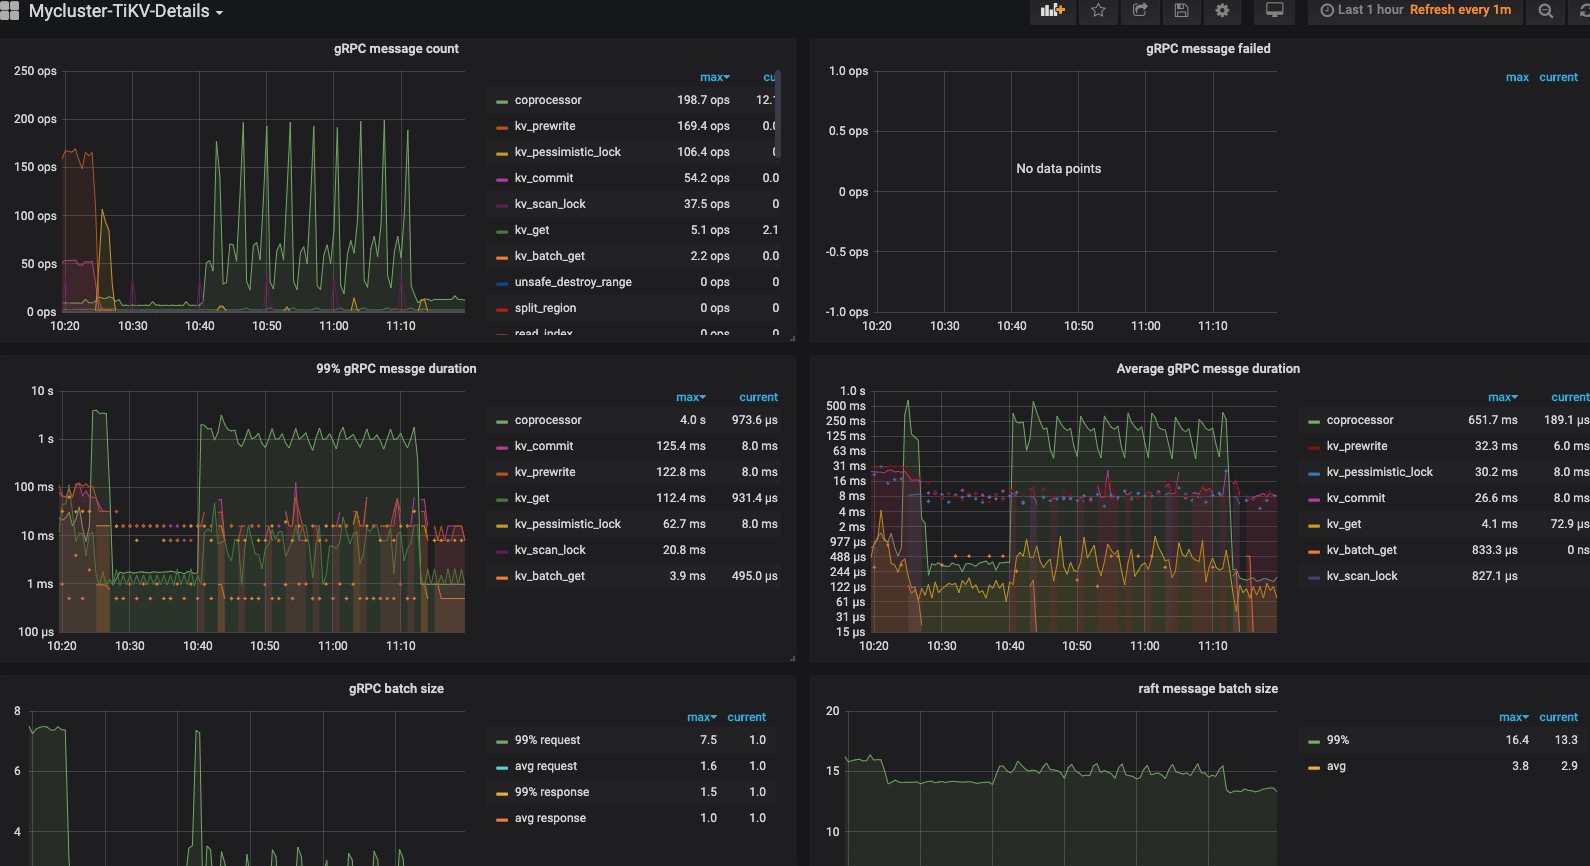 Mycluster-TiKV-Details
Last 1 hour Refresh every 1m
gRPC message count
250 ops
200 ops
150 ops
100 ops
50 ops
0 ops
10:20 10:30 10:40 10:50 11:00 11:10
max cu
coprocessor 198.7 ops 12.
kv_prewrite 169.4 ops 0.0
kv_pessimistic_lock 106.4 ops
kv_commit 54.2 ops 0.0
kv_scan_lock 37.5 ops 0
kv_get 5.1 ops 2.1
kv_batch_get 2.2 ops 0.0
unsafe_destroy_range 0 ops 0
split_region 0 ops 0
read_index 0 ops 0
gRPC message failed
1.0 ops
0.5 ops
0 ops
-0.5 ops
-1.0 ops
No data points
10:20 10:30 10:40 10:50 11:00 11:10
max current
99% gRPC messge duration
10 s
1 s
100 ms
10 ms
1 ms
100 µs
10:20 10:30 10:40 10:50 11:00 11:10
max current
coprocessor 4.0 s 973.6 µs
kv_commit 125.4 ms 8.0 ms
kv_prewrite 122.8 ms 8.0 ms
kv_get 112.4 ms 931.4 µs
kv_pessimistic_lock 62.7 ms 8.0 ms
kv_scan_lock 20.8 ms
kv_batch_get 3.9 ms 495.0 µs
Average gRPC messge duration
1.0 s
500 ms
250 ms
125 ms
63 ms
31 ms
16 ms
8 ms
4 ms
2 ms
977 µs
488 µs
244 µs
122 µs
61 µs
31 µs
15 µs
10:20 10:30 10:40 10:50 11:00 11:10
max current
coprocessor 651.7 ms 189.1 µs
kv_prewrite 32.3 ms 6.0 ms
kv_pessimistic_lock 30.2 ms 8.0 ms
kv_commit 26.6 ms 8.0 ms
kv_get 4.1 ms 72.9 µs
kv_batch_get 833.3 µs 0 ns
kv_scan_lock 827.1 µs
gRPC batch size
8
6
4
max current
99% request 7.5 1.0
avg request 1.6 1.0
99% response 1.5 1.0
avg response 1.0 1.0
raft message batch size
20
15
10
max current
99% 16.4 13.3
avg 3.8 2.9